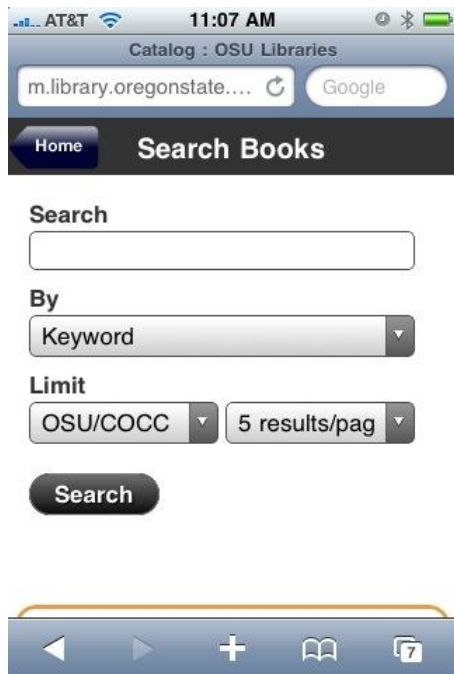 AT&T 11:07 AM
Catalog : OSU Libraries
m.library.oregonstate.... Google
Home Search Books
Search
By
Keyword
Limit
OSU/COCC 5 results/pag
Search
7